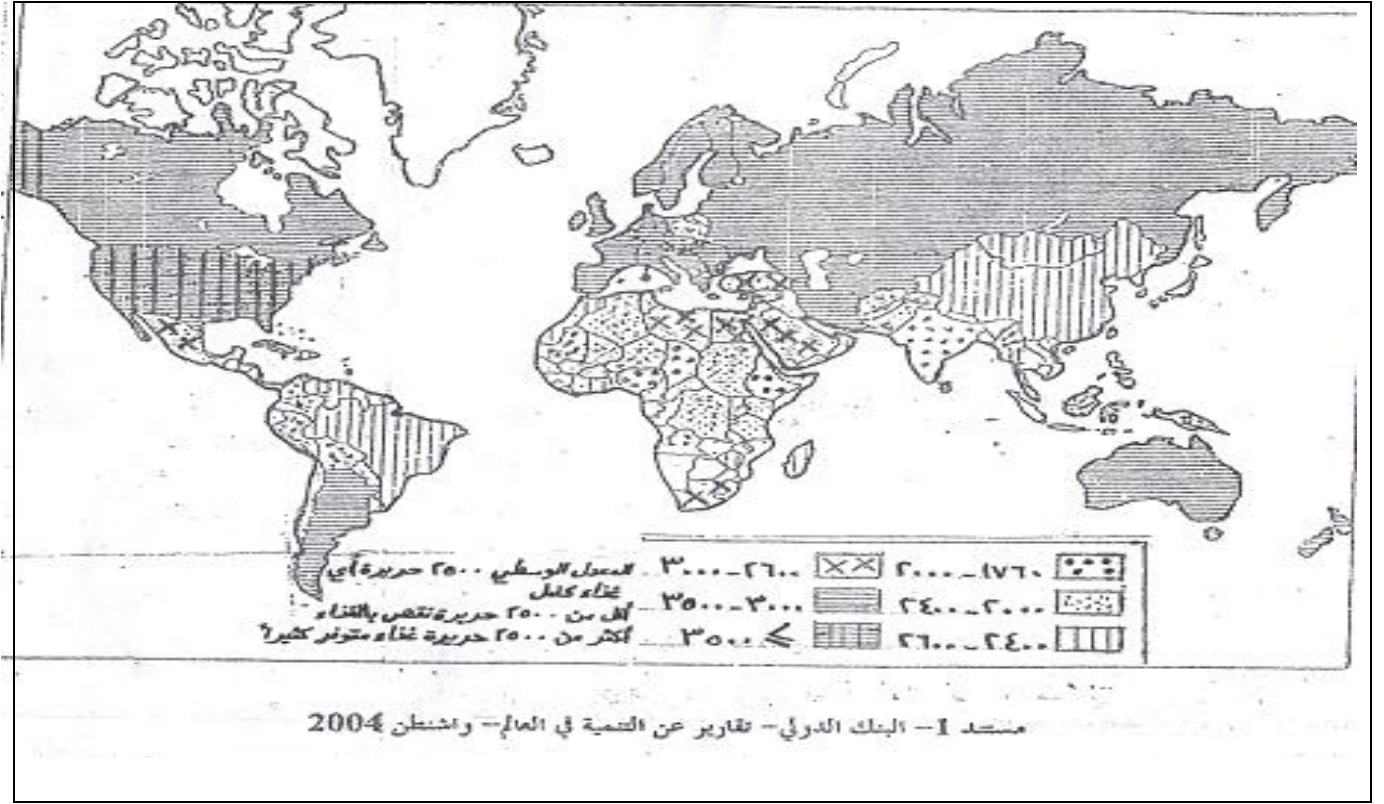 ١٧٦٠-٢٠٠٠ ٢٦٠٠-٣٠٠٠ المعدل الوسطي ٢٥٠٠ حريرة أي
غذاء كامل
٢٠٠٠-٢٤٠٠ ٣٠٠٠-٣٥٠٠ أقل من ٢٥٠٠ حريرة نقص بالغذاء
٢٤٠٠-٢٦٠٠ ⩾ ٣٥٠٠ أكثر من ٢٥٠٠ حريرة غذاء متوفر كثيراً
مستند 1- البنك الدولي- تقارير عن التنمية في العالم- واشنطن 2004